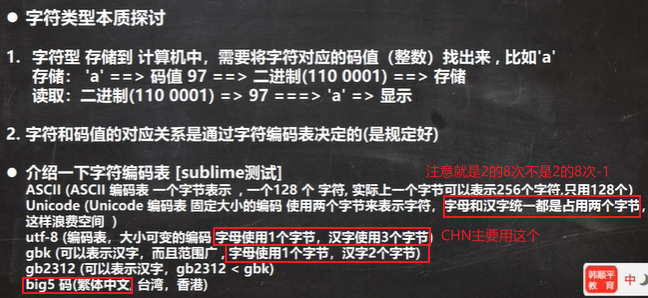 ● 字符类型本质探讨
1. 字符型 存储到 计算机中，需要将字符对应的码值（整数）找出来，比如'a'
存储： 'a' ==> 码值 97 ==> 二进制(110 0001) ==> 存储
读取：二进制(110 0001) => 97 ===> 'a' => 显示
2. 字符和码值的对应关系是通过字符编码表决定的(是规定好)
● 介绍一下字符编码表 [sublime测试]
注意就是2的8次不是2的8次-1
ASCII (ASCII 编码表 一个字节表示，一个128 个 字符, 实际上一个字节可以表示256个字符,只用128个)
Unicode (Unicode 编码表 固定大小的编码 使用两个字节来表示字符，字母和汉字统一都是占用两个字节，
这样浪费空间 )
utf-8 (编码表，大小可变的编码 字母使用1个字节，汉字使用3个字节)
CHN主要用这个
gbk (可以表示汉字，而且范围广，字母使用1个字节，汉字2个字节)
gb2312 (可以表示汉字，gb2312 < gbk)
big5 码(繁体中文, 台湾，香港)
韩顺平
教育
中